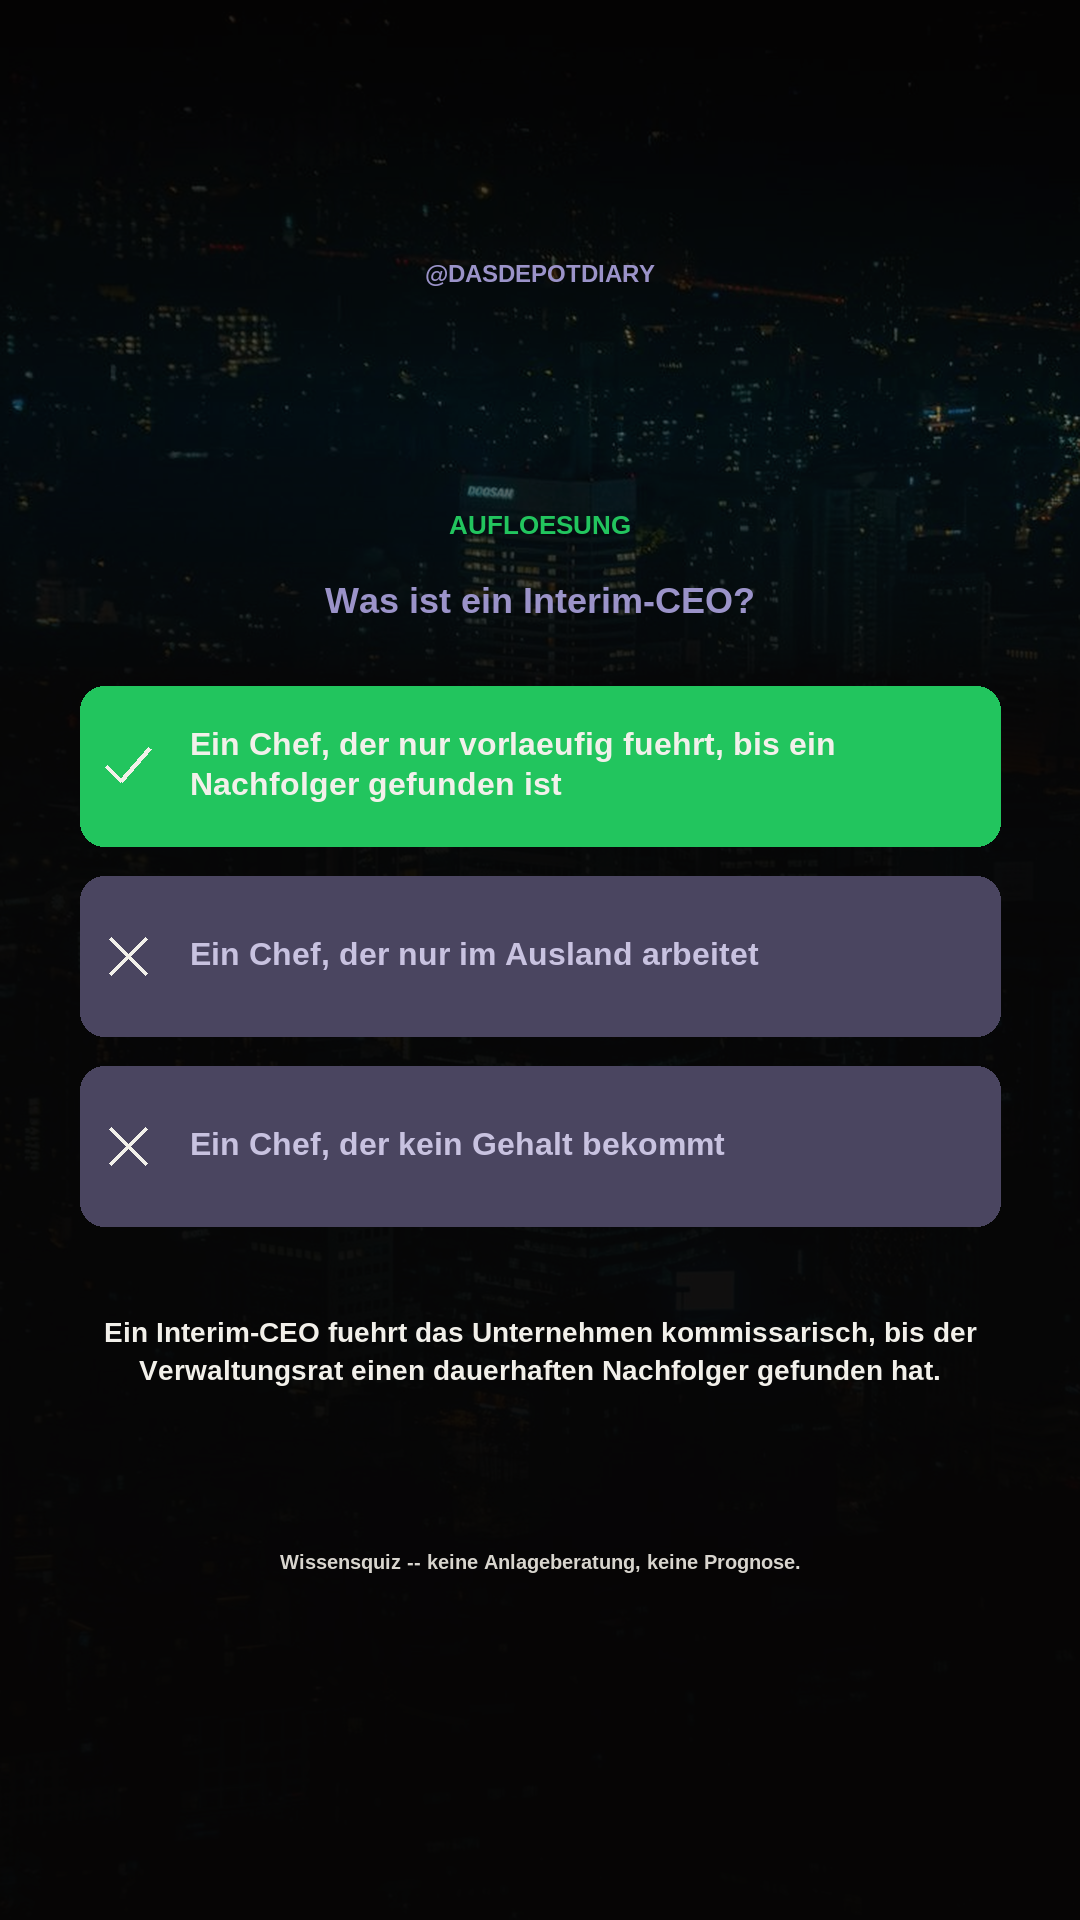 @DASDEPOTDIARY
DOOSAN
AUFLOESUNG
Was ist ein Interim-CEO?
Ein Chef, der nur vorlaeufig fuehrt, bis ein
Nachfolger gefunden ist
Ein Chef, der nur im Ausland arbeitet
Ein Chef, der kein Gehalt bekommt
Ein Interim-CEO fuehrt das Unternehmen kommissarisch, bis der
Verwaltungsrat einen dauerhaften Nachfolger gefunden hat.
Wissensquiz -- keine Anlageberatung, keine Prognose.